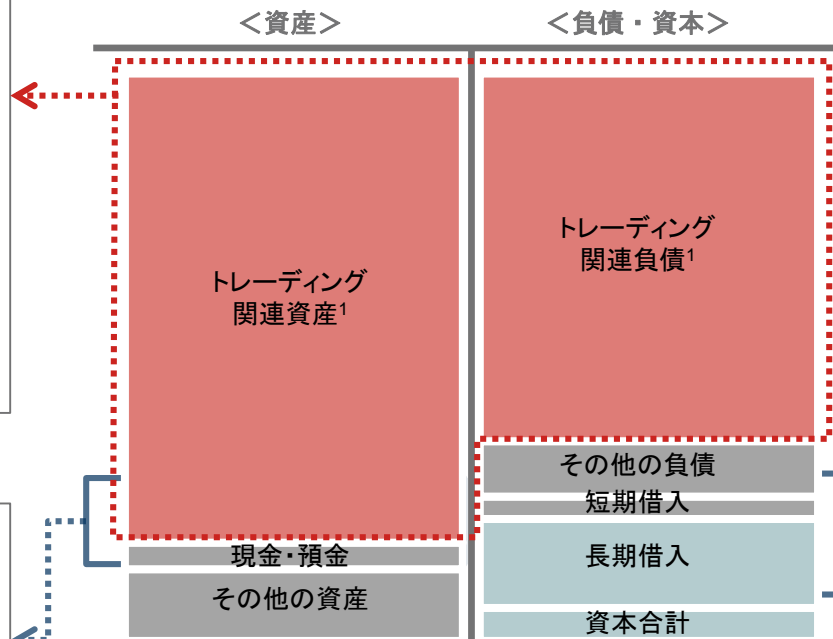 ＜資産＞
＜負債・資本＞
トレーディング
関連資産1
現金・預金
その他の資産
トレーディング
関連負債1
その他の負債
短期借入
長期借入
資本合計